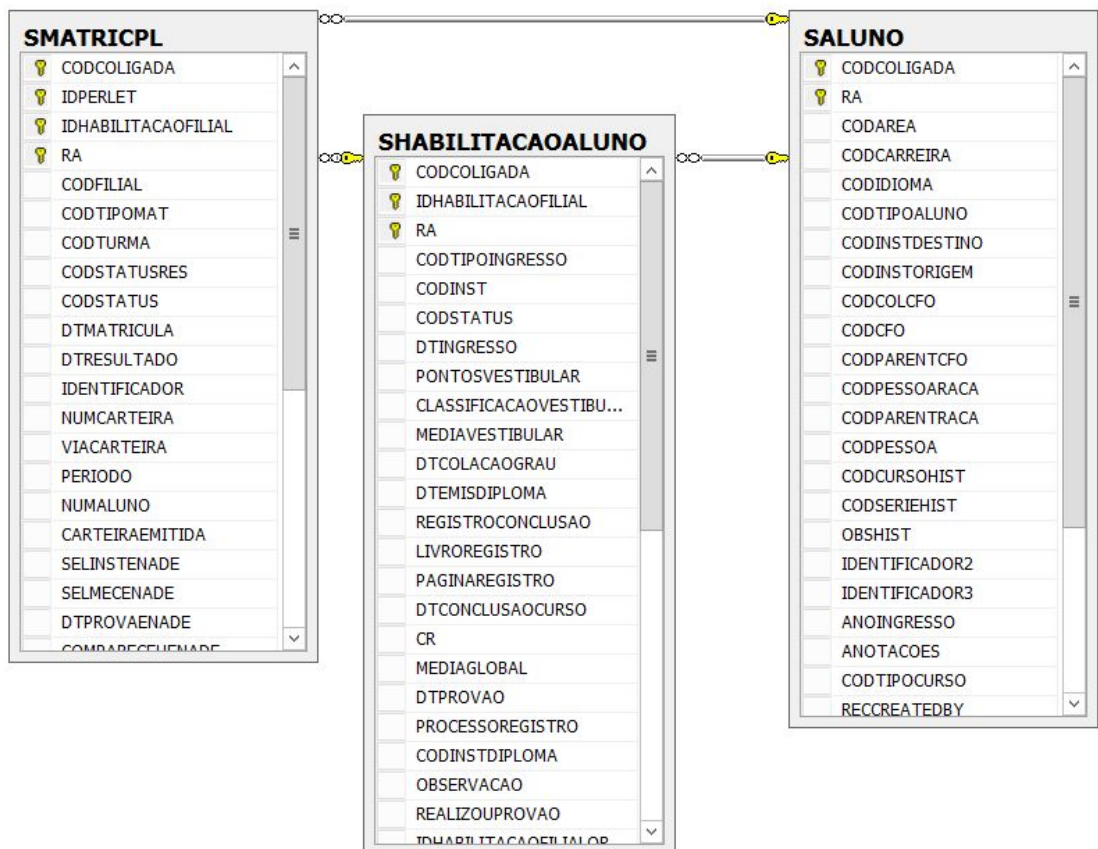 SMATRICPL
CODCOLIGADA
IDPERLET
IDHABILITACAOFILIAL
RA
CODFILIAL
CODTIPOMAT
CODTURMA
CODSTATUSRES
CODSTATUS
DTMATRICULA
DTRESULTADO
IDENTIFICADOR
NUMCARTEIRA
VIACARTEIRA
PERIODO
NUMALUNO
CARTEIRAEMITIDA
SELINSTENADE
SELMECENADE
DTPROVAENADE
COMPARECEUENADE
SHABILITACAOALUNO
CODCOLIGADA
IDHABILITACAOFILIAL
RA
CODTIPOINGRESSO
CODINST
CODSTATUS
DTINGRESSO
PONTOSVESTIBULAR
CLASSIFICACAOVESTIBU...
MEDIAVESTIBULAR
DTCOLACAOGRAU
DTEMISDIPLOMA
REGISTROCONCLUSAO
LIVROREGISTRO
PAGINAREGISTRO
DTCONCLUSAOCURSO
CR
MEDIAGLOBAL
DTPROVAO
PROCESSOREGISTRO
CODINSTDIPLOMA
OBSERVACAO
REALIZOUPROVAO
IDHABILITACAOFILIALOR
SALUNO
CODCOLIGADA
RA
CODAREA
CODCARREIRA
CODIDIOMA
CODTIPOALUNO
CODINSTDESTINO
CODINSTORIGEM
CODCOLCFO
CODCFO
CODPARENTCFO
CODPESSOARACA
CODPARENTRACA
CODPESSOA
CODCURSOHIST
CODSERIEHIST
OBSHIST
IDENTIFICADOR2
IDENTIFICADOR3
ANOINGRESSO
ANOTACOES
CODTIPOCURSO
RECCREATEDBY